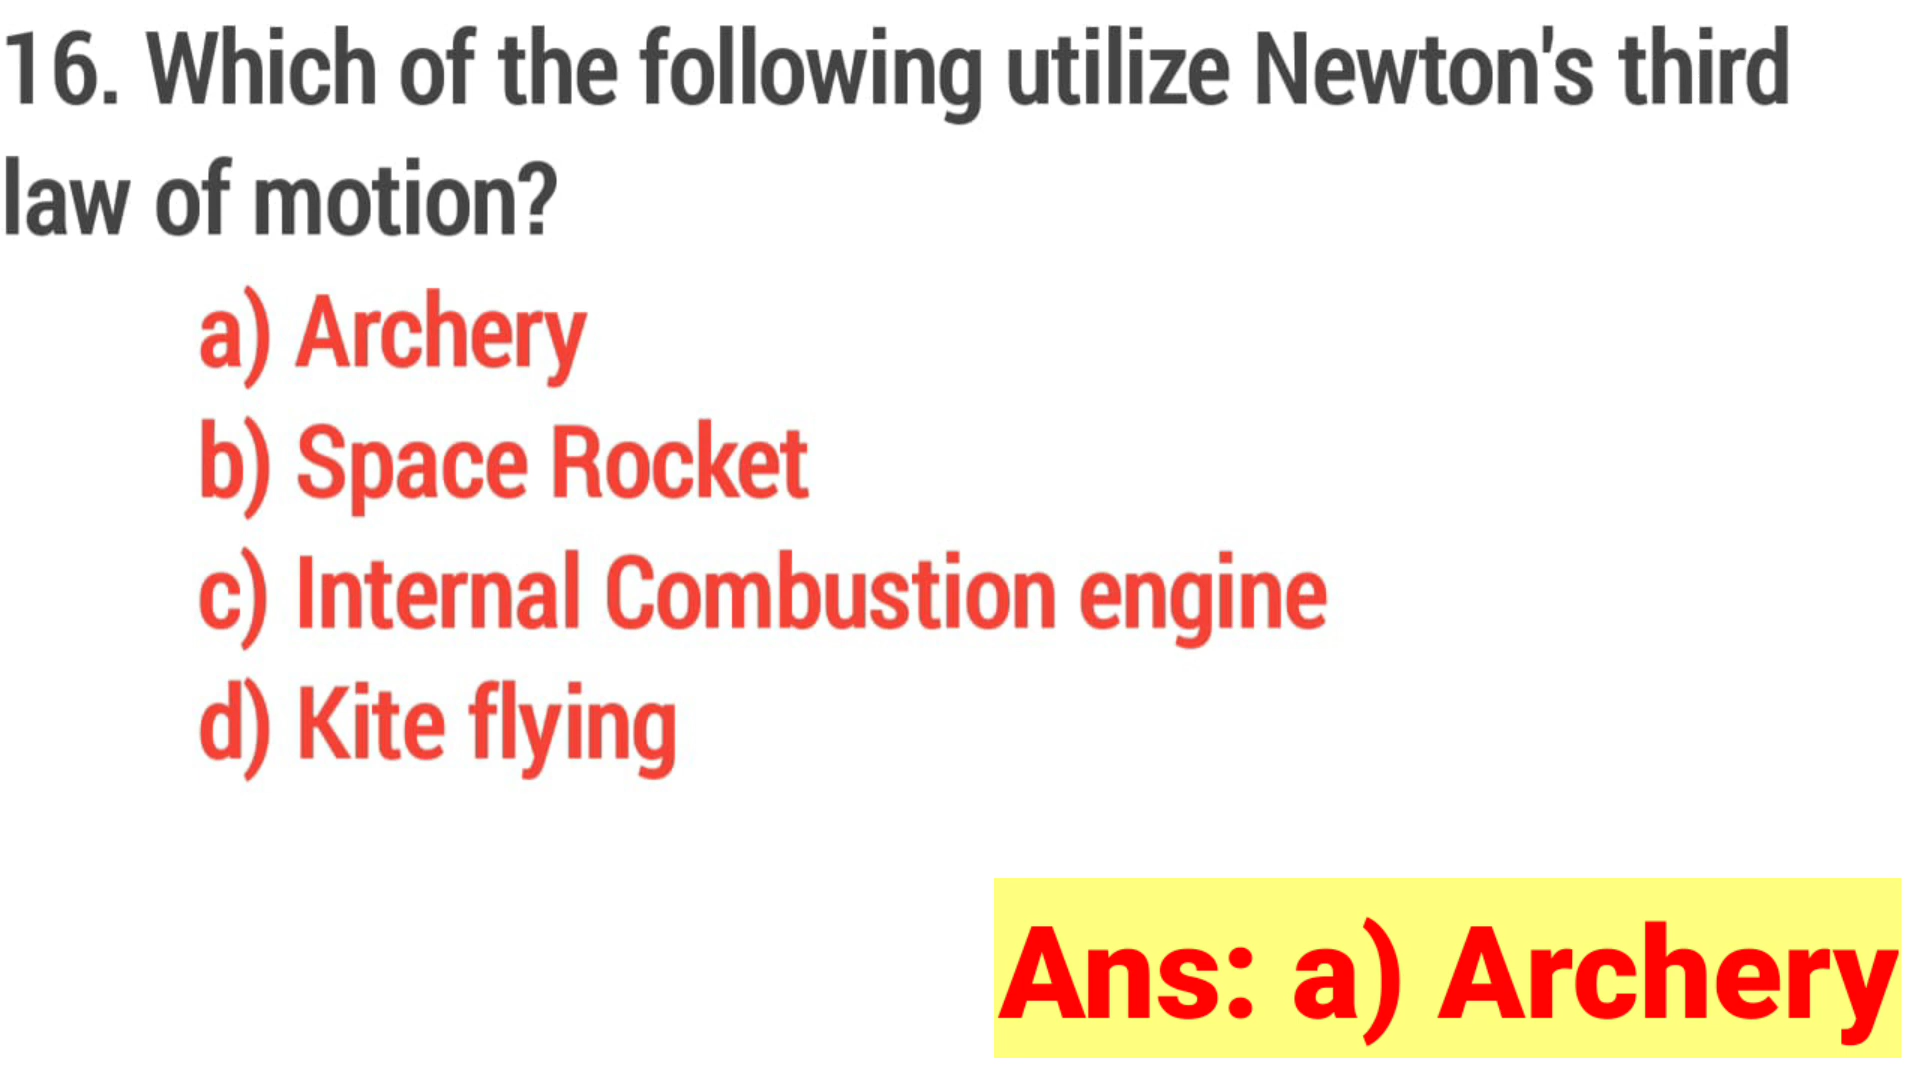 16. Which of the following utilize Newton's third
law of motion?
a) Archery
b) Space Rocket
c) Internal Combustion engine
d) Kite flying
Ans: a) Archery